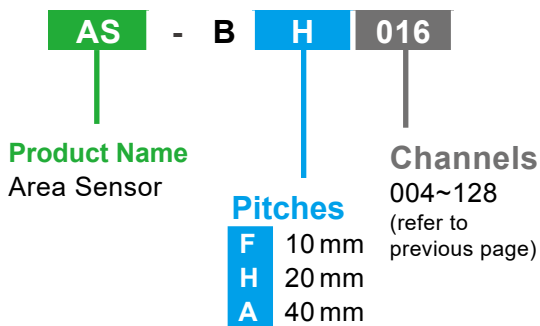 AS - B H 016
Product Name
Area Sensor
Channels
004~128
(refer to
previous page)
Pitches
F 10 mm
H 20 mm
A 40 mm